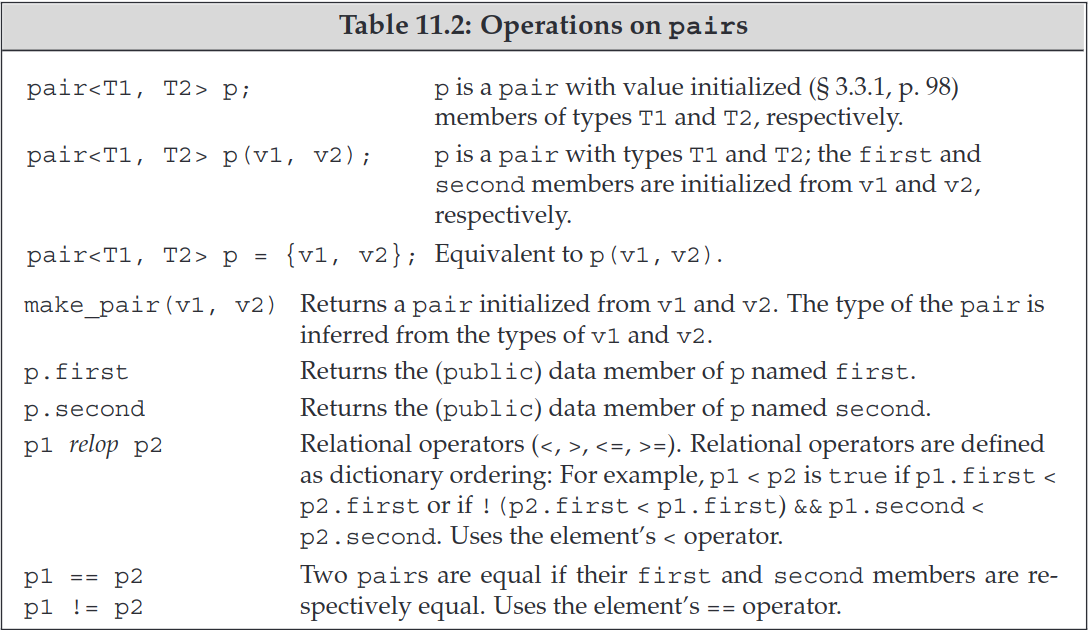 Table 11.2: Operations on pairs
pair<T1, T2> p; p is a pair with value initialized (§ 3.3.1, p. 98)
members of types T1 and T2, respectively.
pair<T1, T2> p(v1, v2); p is a pair with types T1 and T2; the first and
second members are initialized from v1 and v2,
respectively.
pair<T1, T2> p = {v1, v2}; Equivalent to p(v1, v2).
make_pair(v1, v2) Returns a pair initialized from v1 and v2. The type of the pair is
inferred from the types of v1 and v2.
p.first Returns the (public) data member of p named first.
p.second Returns the (public) data member of p named second.
p1 relop p2 Relational operators (<, >, <=, >=). Relational operators are defined
as dictionary ordering: For example, p1 < p2 is true if p1.first <
p2.first or if !(p2.first < p1.first) && p1.second <
p2.second. Uses the element's < operator.
p1 == p2 Two pairs are equal if their first and second members are re-
p1 != p2 spectively equal. Uses the element's == operator.